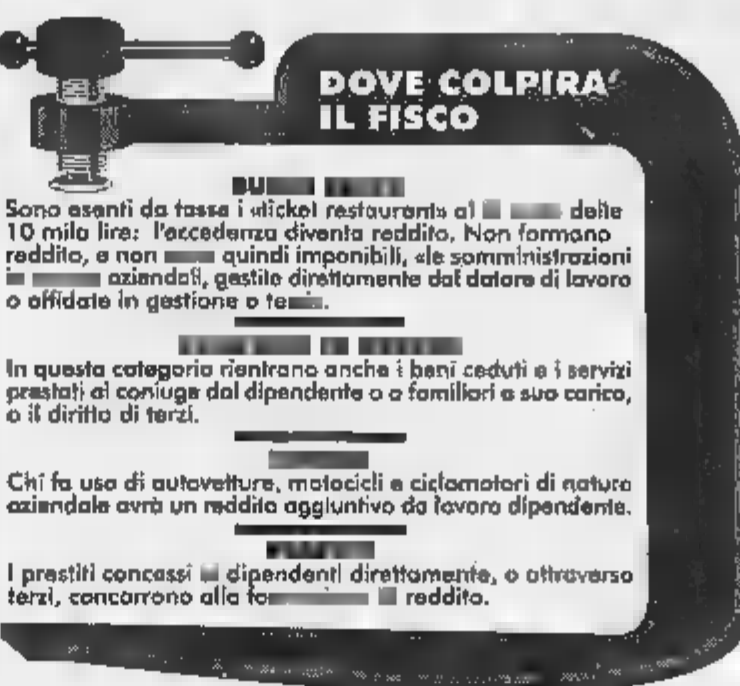 DOVE COLPIRA'
IL FISCO
Sono esenti da tassa i «ticket restaurant» al delle
10 mila lire: l'eccedenza diventa reddito. Non formano
reddito, e non quindi imponibili, «le somministrazioni
aziendali, gestite direttamente dal datore di lavoro
o affidate in gestione a
In questa categoria rientrano anche i beni ceduti e i servizi
prestati al coniuge dal dipendente o a familiari a suo carico,
o il diritto di terzi.
Chi fa uso di autovetture, motocicli e ciclomotori di natura
aziendale avrà un reddito aggiuntivo da lavoro dipendente.
I prestiti concessi dipendenti direttamente, o attraverso
terzi, concorrono alla reddito.